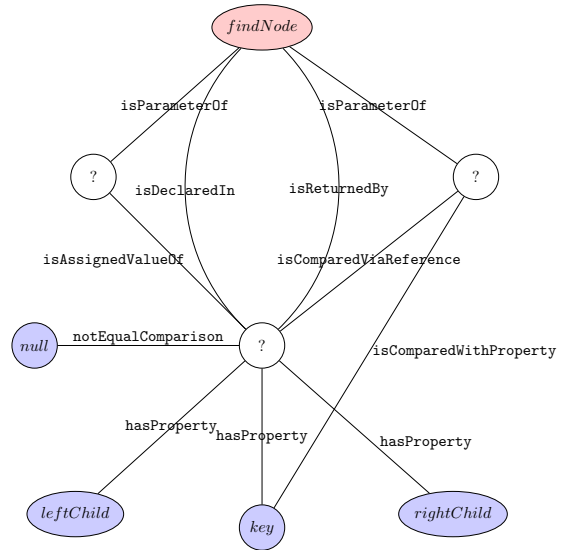 findNode
isParameterOf
isParameterOf
?
?
isDeclaredIn
isReturnedBy
isAssignedValueOf
isComparedViaReference
notEqualComparison
null
?
isComparedWithProperty
hasProperty
hasProperty
hasProperty
leftChild
key
rightChild